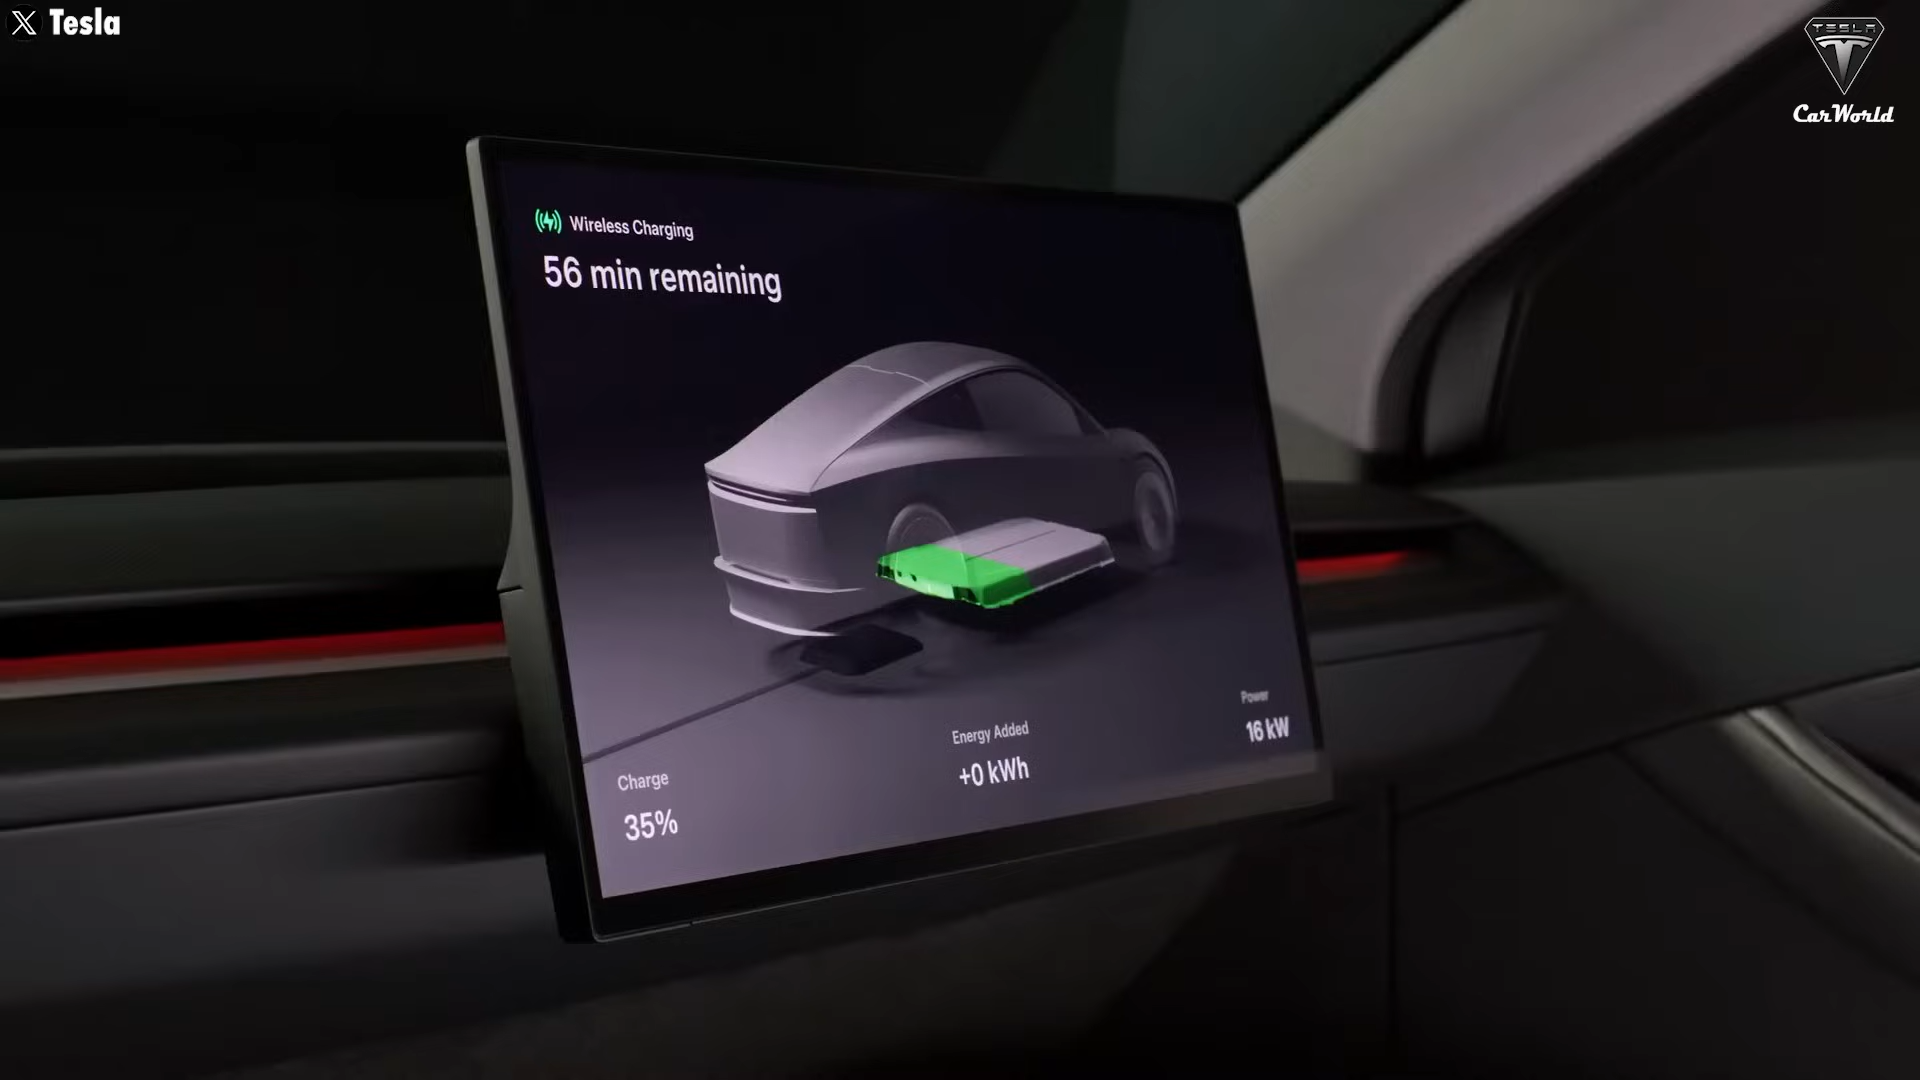 X Tesla
TESLA
CarWorld
Wireless Charging
56 min remaining
Power
16 kW
Energy Added
+0 kWh
Charge
35%